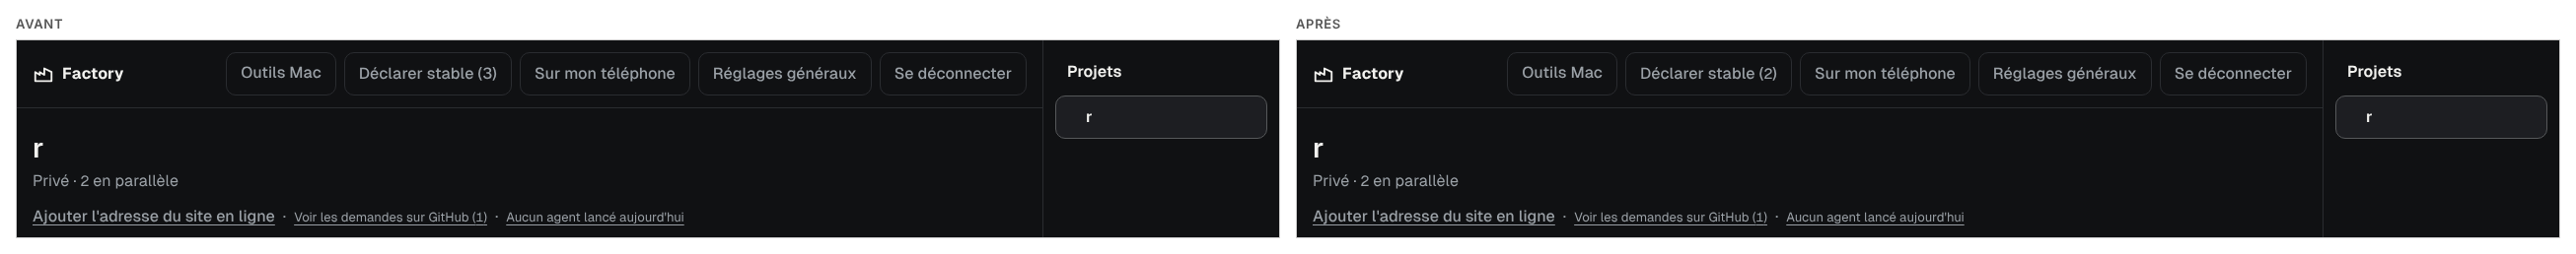 AVANT
Factory
Outils Mac
Déclarer stable (3)
Sur mon téléphone
Réglages généraux
Se déconnecter
Projets
r
r
Privé · 2 en parallèle
Ajouter l'adresse du site en ligne · Voir les demandes sur GitHub (1) · Aucun agent lancé aujourd'hui
APRÈS
Factory
Outils Mac
Déclarer stable (2)
Sur mon téléphone
Réglages généraux
Se déconnecter
Projets
r
r
Privé · 2 en parallèle
Ajouter l'adresse du site en ligne · Voir les demandes sur GitHub (1) · Aucun agent lancé aujourd'hui